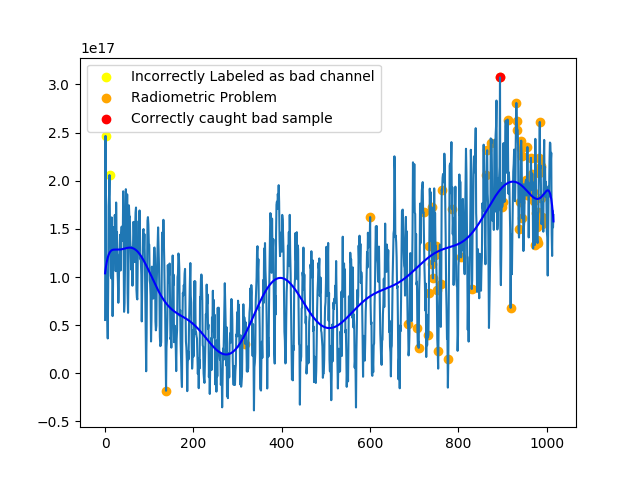 1e17
Incorrectly Labeled as bad channel
Radiometric Problem
Correctly caught bad sample
3.0
2.5
2.0
1.5
1.0
0.5
0.0
−0.5
0 200 400 600 800 1000